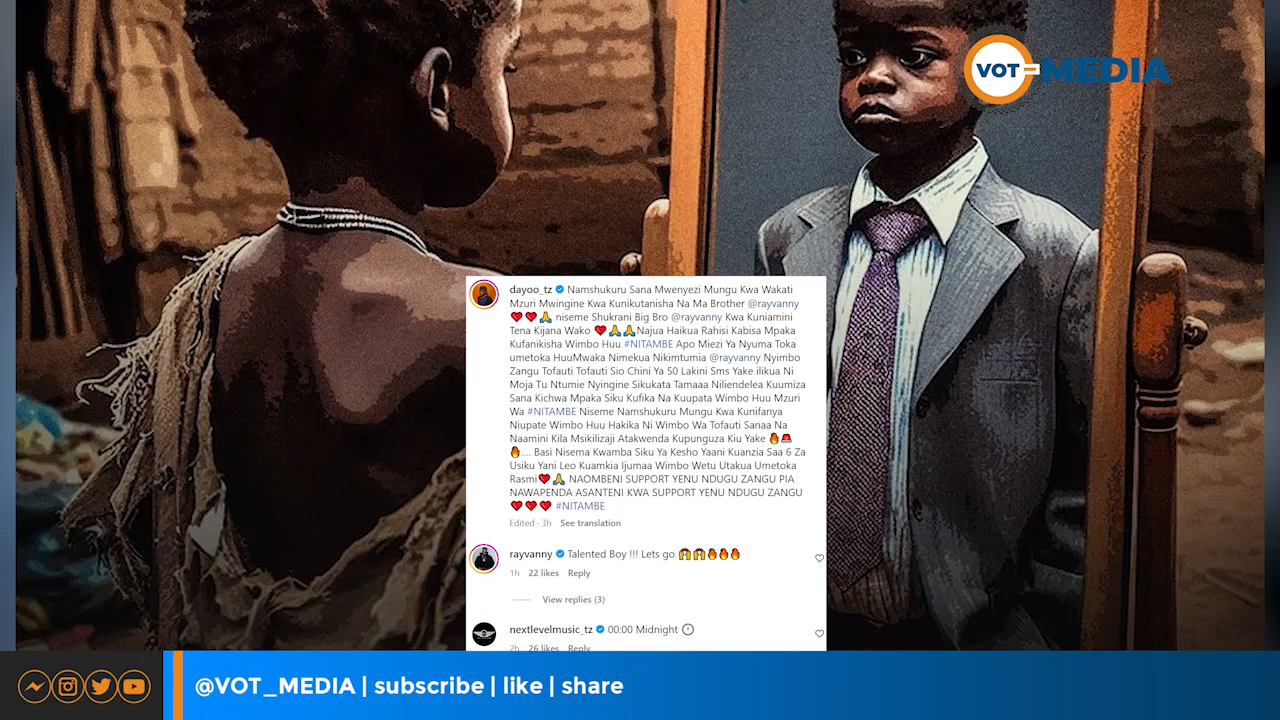 VOT
-MEDIA
dayoo_tz Namshukuru Sana Mwenyezi Mungu Kwa Wakati
Mzuri Mwingine Kwa Kunikutanisha Na Ma Brother @rayvanny
❤️ ❤️ 🙏 niseme Shukrani Big Bro @rayvanny Kwa Kuniamini
Tena Kijana Wako ❤️ 🙏 🙏Najua Haikua Rahisi Kabisa Mpaka
Kufanikisha Wimbo Huu #NITAMBE Apo Miezi Ya Nyuma Toka
umetoka HuuMwaka Nimekua Nikimtumia @rayvanny Nyimbo
Zangu Tofauti Tofauti Sio Chini Ya 50 Lakini Sms Yake ilikua Ni
Moja Tu Ntumie Nyingine Sikukata Tamaaa Niliendelea Kuumiza
Sana Kichwa Mpaka Siku Kufika Na Kuupata Wimbo Huu Mzuri
Wa #NITAMBE Niseme Namshukuru Mungu Kwa Kunifanya
Niupate Wimbo Huu Hakika Ni Wimbo Wa Tofauti Sanaa Na
Naamini Kila Msikilizaji Atakwenda Kupunguza Kiu Yake 🔥🚨
🔥.... Basi Nisema Kwamba Siku Ya Kesho Yaani Kuanzia Saa 6 Za
Usiku Yani Leo Kuamkia Ijumaa Wimbo Wetu Utakua Umetoka
Rasmi❤️🙏 NAOMBENI SUPPORT YENU NDUGU ZANGU PIA
NAWAPENDA ASANTENI KWA SUPPORT YENU NDUGU ZANGU
❤️ ❤️ ❤️ #NITAMBE
Edited · 3h See translation
rayvanny Talented Boy !!! Lets go 🙌🙌🔥🔥🔥
1h 22 likes Reply
View replies (3)
nextlevelmusic_tz 00:00 Midnight 🕛
2h 26 likes Reply
@VOT_MEDIA | subscribe | like | share